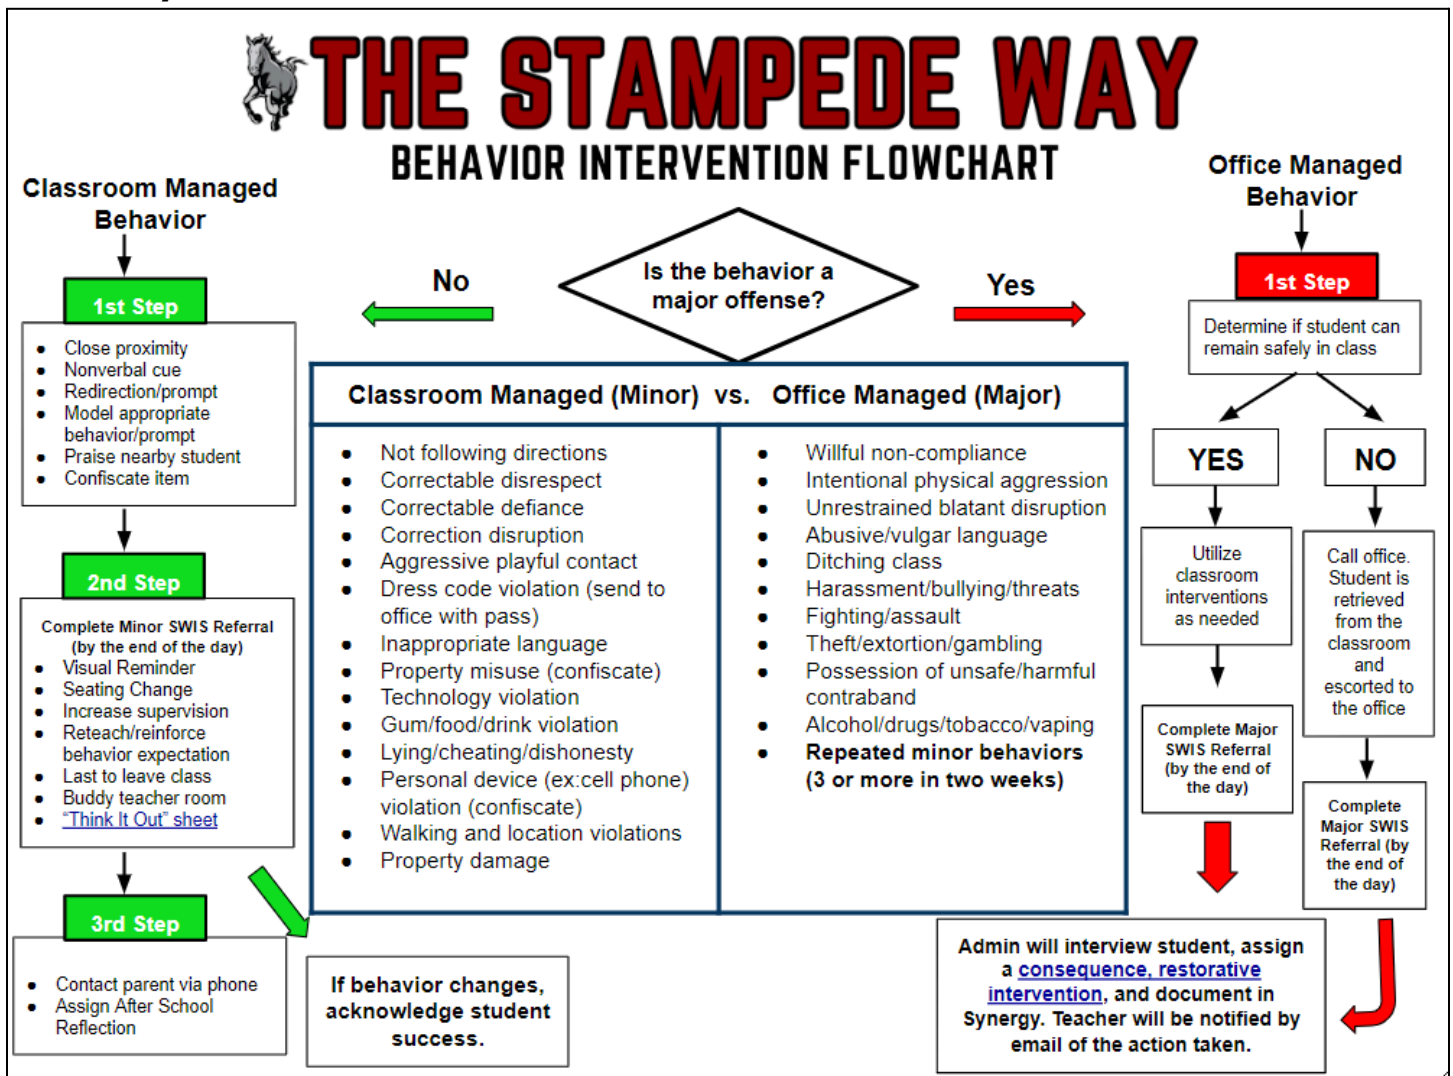 THE STAMPEDE WAY
BEHAVIOR INTERVENTION FLOWCHART
Classroom Managed
Behavior
1st Step
● Close proximity
● Nonverbal cue
● Redirection/prompt
● Model appropriate
behavior/prompt
● Praise nearby student
● Confiscate item
2nd Step
Complete Minor SWIS Referral
(by the end of the day)
● Visual Reminder
● Seating Change
● Increase supervision
● Reteach/reinforce
behavior expectation
● Last to leave class
● Buddy teacher room
● “Think It Out” sheet
3rd Step
● Contact parent via phone
● Assign After School
Reflection
If behavior changes,
acknowledge student
success.
No
Is the behavior a
major offense?
Yes
Classroom Managed (Minor) vs. Office Managed (Major)
● Not following directions
● Correctable disrespect
● Correctable defiance
● Correction disruption
● Aggressive playful contact
● Dress code violation (send to
office with pass)
● Inappropriate language
● Property misuse (confiscate)
● Technology violation
● Gum/food/drink violation
● Lying/cheating/dishonesty
● Personal device (ex:cell phone)
violation (confiscate)
● Walking and location violations
● Property damage
● Willful non-compliance
● Intentional physical aggression
● Unrestrained blatant disruption
● Abusive/vulgar language
● Ditching class
● Harassment/bullying/threats
● Fighting/assault
● Theft/extortion/gambling
● Possession of unsafe/harmful
contraband
● Alcohol/drugs/tobacco/vaping
● Repeated minor behaviors
(3 or more in two weeks)
Office Managed
Behavior
1st Step
Determine if student can
remain safely in class
YES
Utilize
classroom
interventions
as needed
Complete Major
SWIS Referral
(by the end of
the day)
NO
Call office.
Student is
retrieved
from the
classroom
and
escorted to
the office
Complete
Major SWIS
Referral (by
the end of
the day)
Admin will interview student, assign
a consequence, restorative
intervention, and document in
Synergy. Teacher will be notified by
email of the action taken.